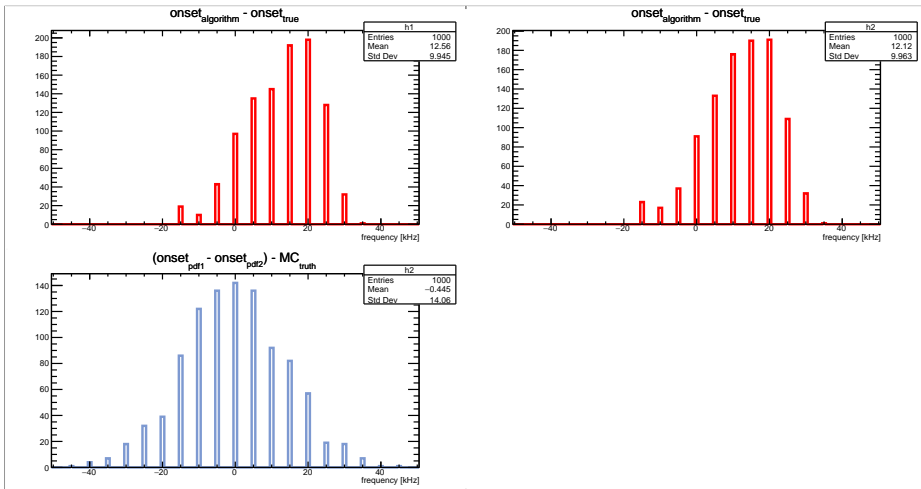 onset_algorithm - onset_true
h1
Entries 1000
Mean 12.56
Std Dev 9.945
200
180
160
140
120
100
80
60
40
20
0
−40 −20 0 20 40
frequency [kHz]
onset_algorithm - onset_true
h2
Entries 1000
Mean 12.12
Std Dev 9.963
200
180
160
140
120
100
80
60
40
20
0
−40 −20 0 20 40
frequency [kHz]
(onset_pdf1 - onset_pdf2) - MC_truth
h2
Entries 1000
Mean −0.445
Std Dev 14.06
140
120
100
80
60
40
20
0
−40 −20 0 20 40
frequency [kHz]